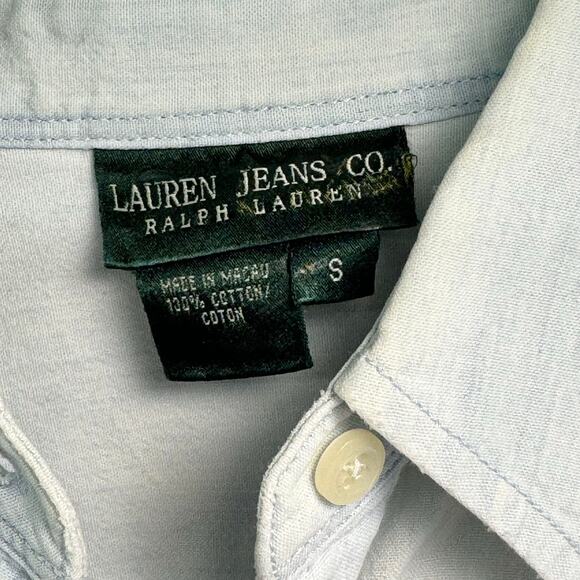 LAUREN JEANS CO.
RALPH LAUREN
S
MADE IN MACAU
100% COTTON/
COTON